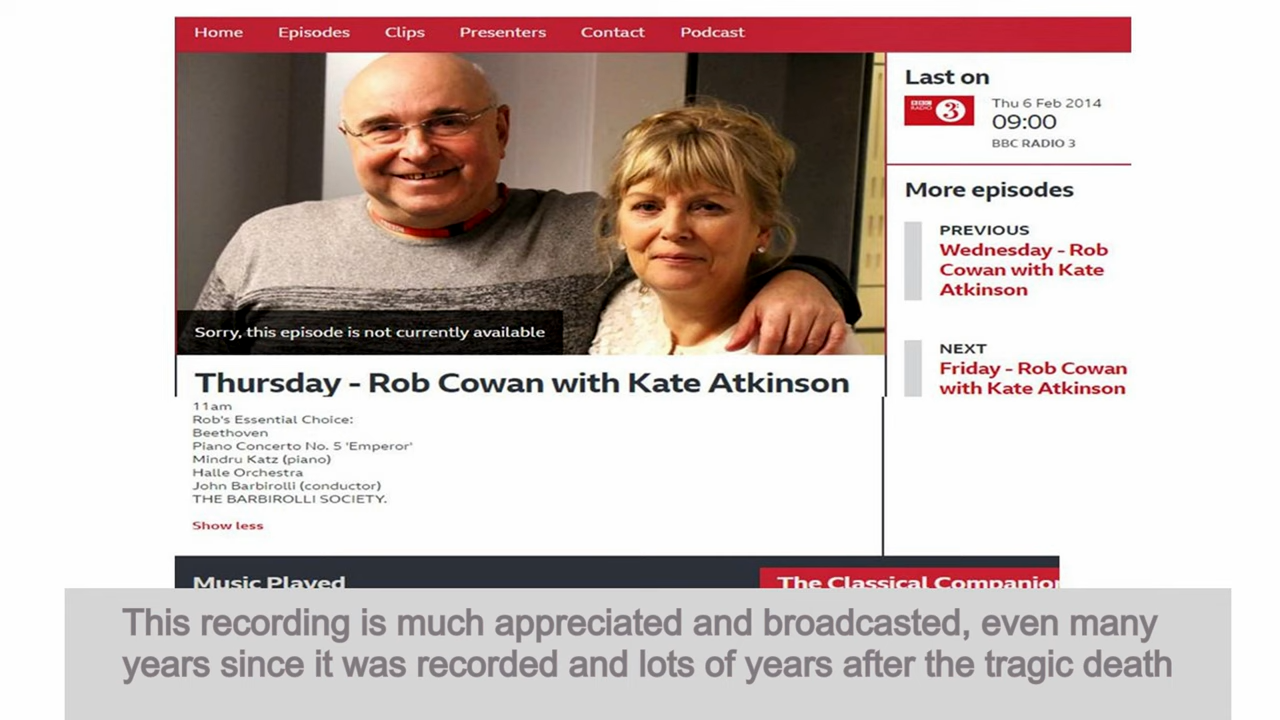 Home Episodes Clips Presenters Contact Podcast
Sorry, this episode is not currently available
Thursday - Rob Cowan with Kate Atkinson
11am
Rob's Essential Choice:
Beethoven
Piano Concerto No. 5 'Emperor'
Mindru Katz (piano)
Halle Orchestra
John Barbirolli (conductor)
THE BARBIROLLI SOCIETY.
Show less
Last on
BBC
RADIO 3
Thu 6 Feb 2014
09:00
BBC RADIO 3
More episodes
PREVIOUS
Wednesday - Rob
Cowan with Kate
Atkinson
NEXT
Friday - Rob Cowan
with Kate Atkinson
Music Played
The Classical Companion
This recording is much appreciated and broadcasted, even many
years since it was recorded and lots of years after the tragic death